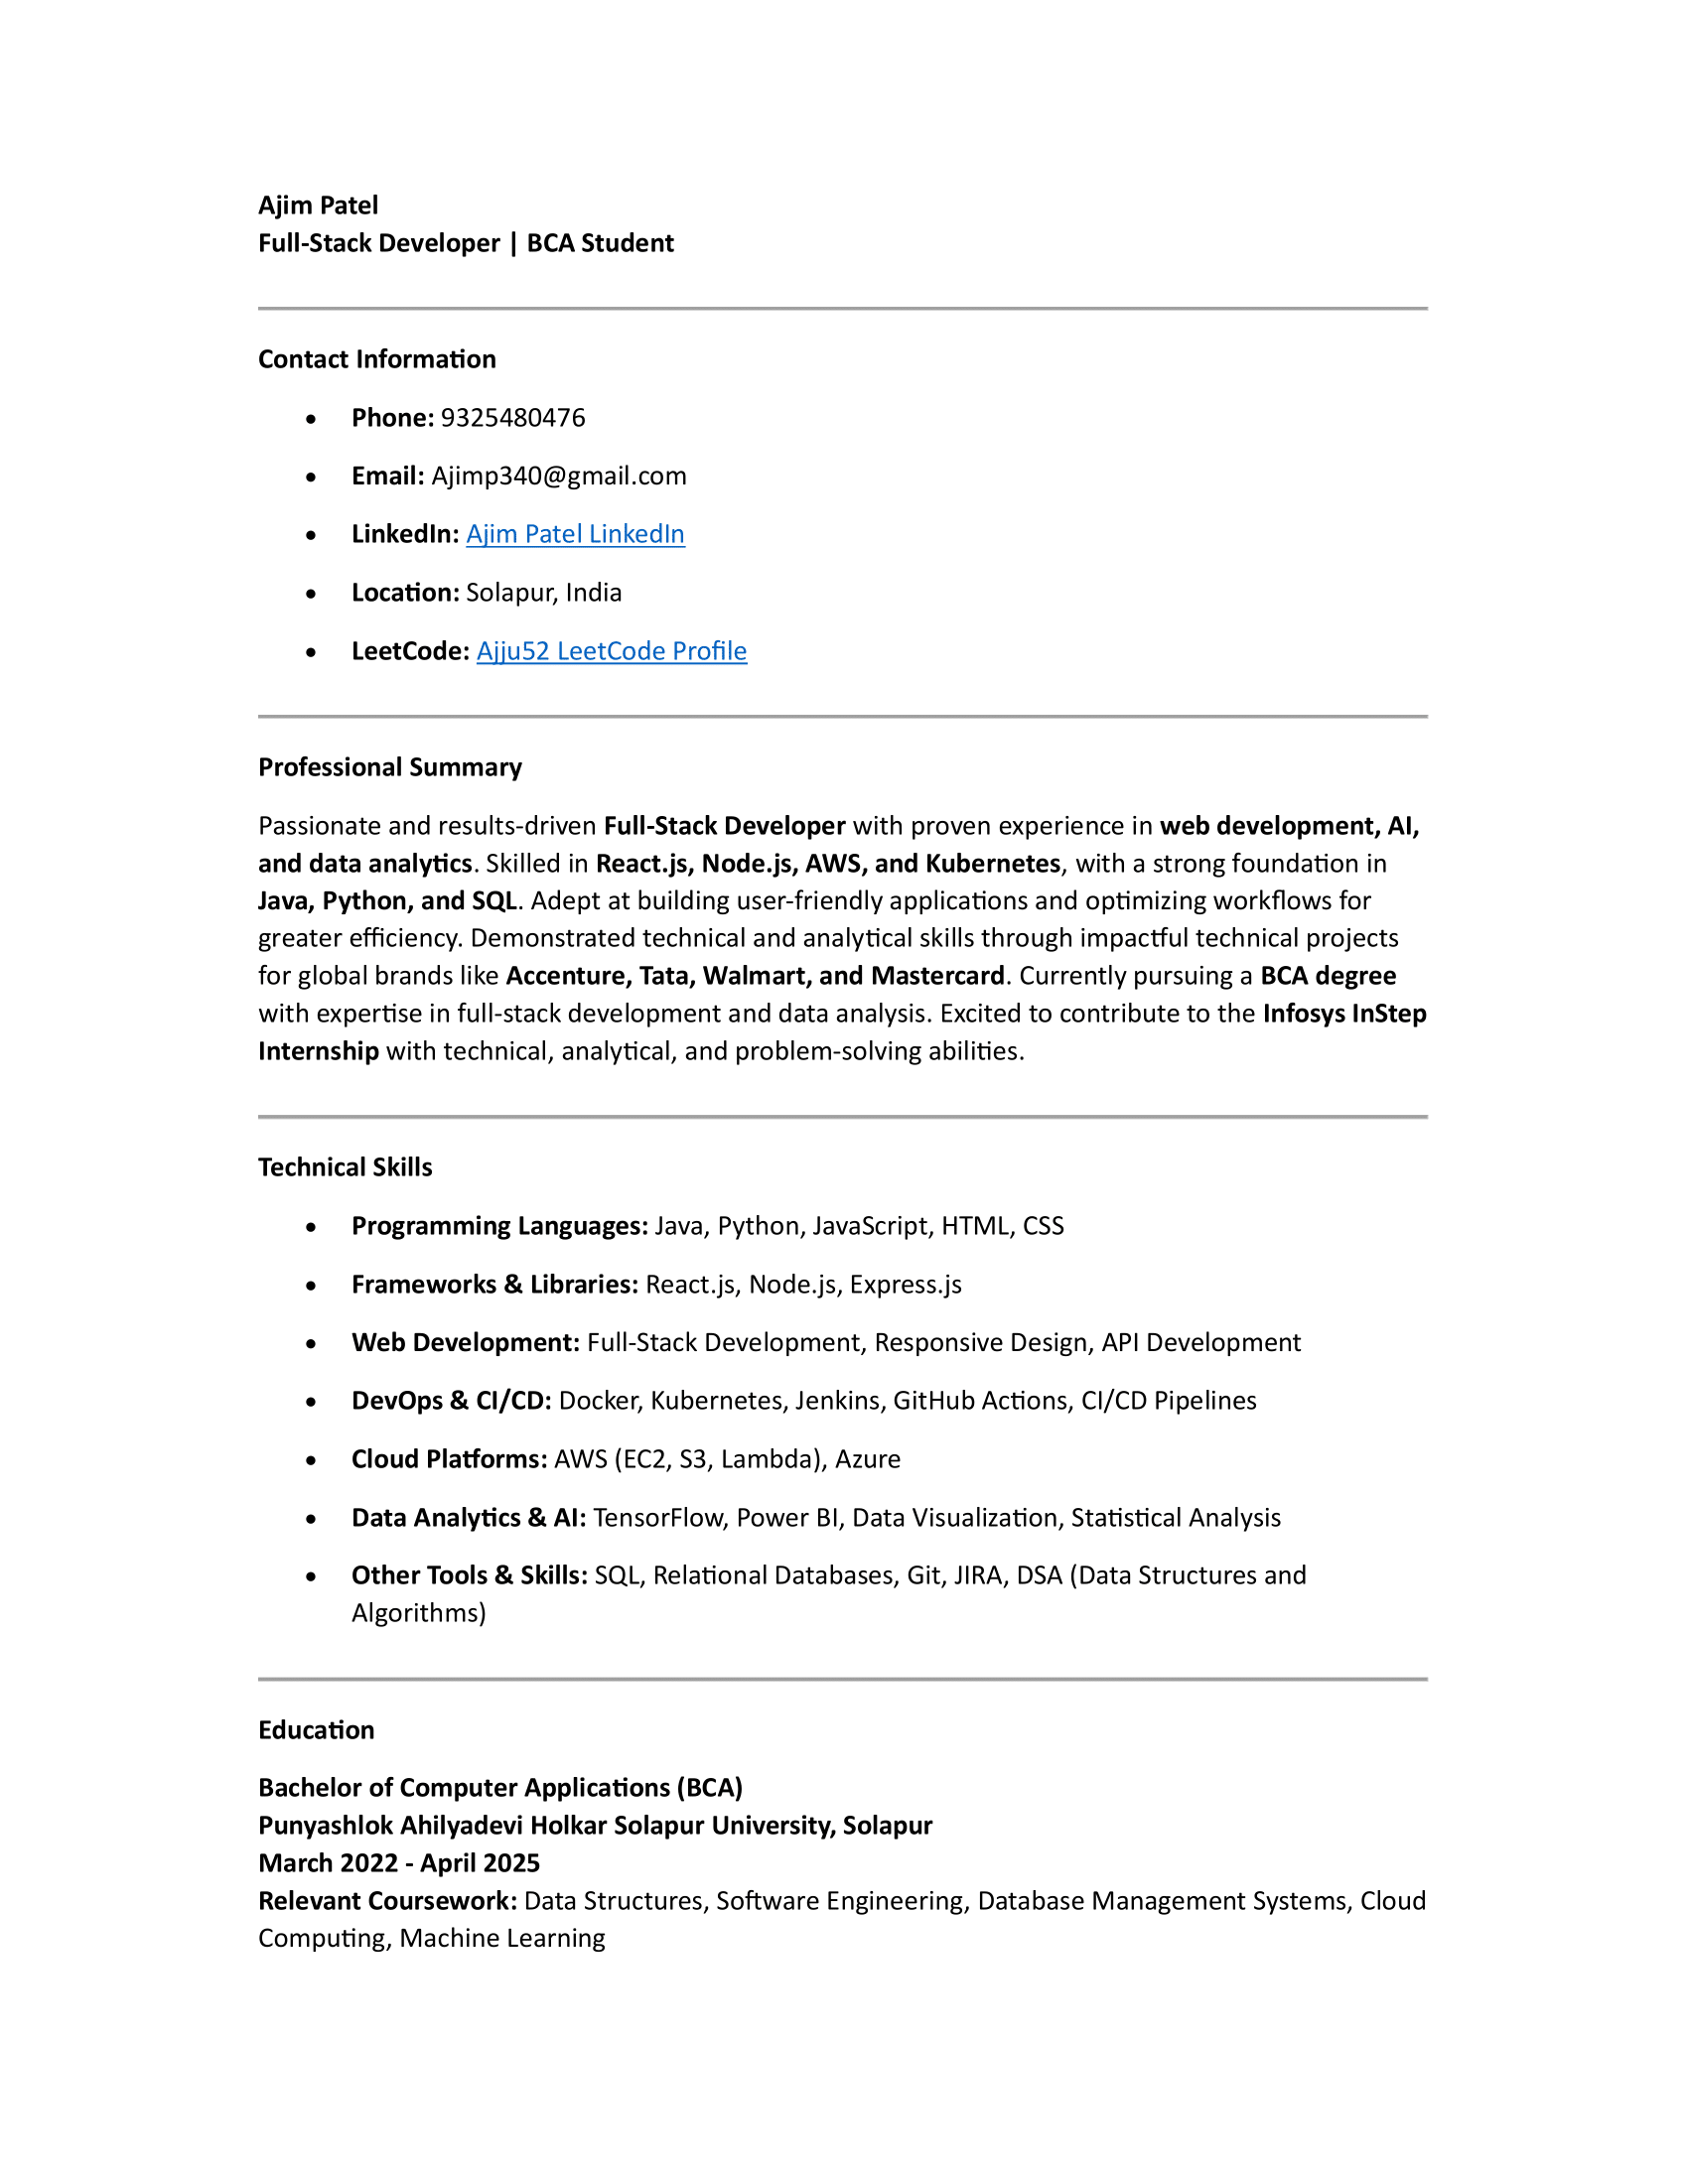 Ajim Patel
Full-Stack Developer | BCA Student
Contact Information
• Phone: 9325480476
• Email: Ajimp340@gmail.com
• LinkedIn: Ajim Patel LinkedIn
• Location: Solapur, India
• LeetCode: Ajju52 LeetCode Profile
Professional Summary
Passionate and results-driven Full-Stack Developer with proven experience in web development, AI,
and data analytics. Skilled in React.js, Node.js, AWS, and Kubernetes, with a strong foundation in
Java, Python, and SQL. Adept at building user-friendly applications and optimizing workflows for
greater efficiency. Demonstrated technical and analytical skills through impactful technical projects
for global brands like Accenture, Tata, Walmart, and Mastercard. Currently pursuing a BCA degree
with expertise in full-stack development and data analysis. Excited to contribute to the Infosys InStep
Internship with technical, analytical, and problem-solving abilities.
Technical Skills
• Programming Languages: Java, Python, JavaScript, HTML, CSS
• Frameworks & Libraries: React.js, Node.js, Express.js
• Web Development: Full-Stack Development, Responsive Design, API Development
• DevOps & CI/CD: Docker, Kubernetes, Jenkins, GitHub Actions, CI/CD Pipelines
• Cloud Platforms: AWS (EC2, S3, Lambda), Azure
• Data Analytics & AI: TensorFlow, Power BI, Data Visualization, Statistical Analysis
• Other Tools & Skills: SQL, Relational Databases, Git, JIRA, DSA (Data Structures and
Algorithms)
Education
Bachelor of Computer Applications (BCA)
Punyashlok Ahilyadevi Holkar Solapur University, Solapur
March 2022 - April 2025
Relevant Coursework: Data Structures, Software Engineering, Database Management Systems, Cloud
Computing, Machine Learning